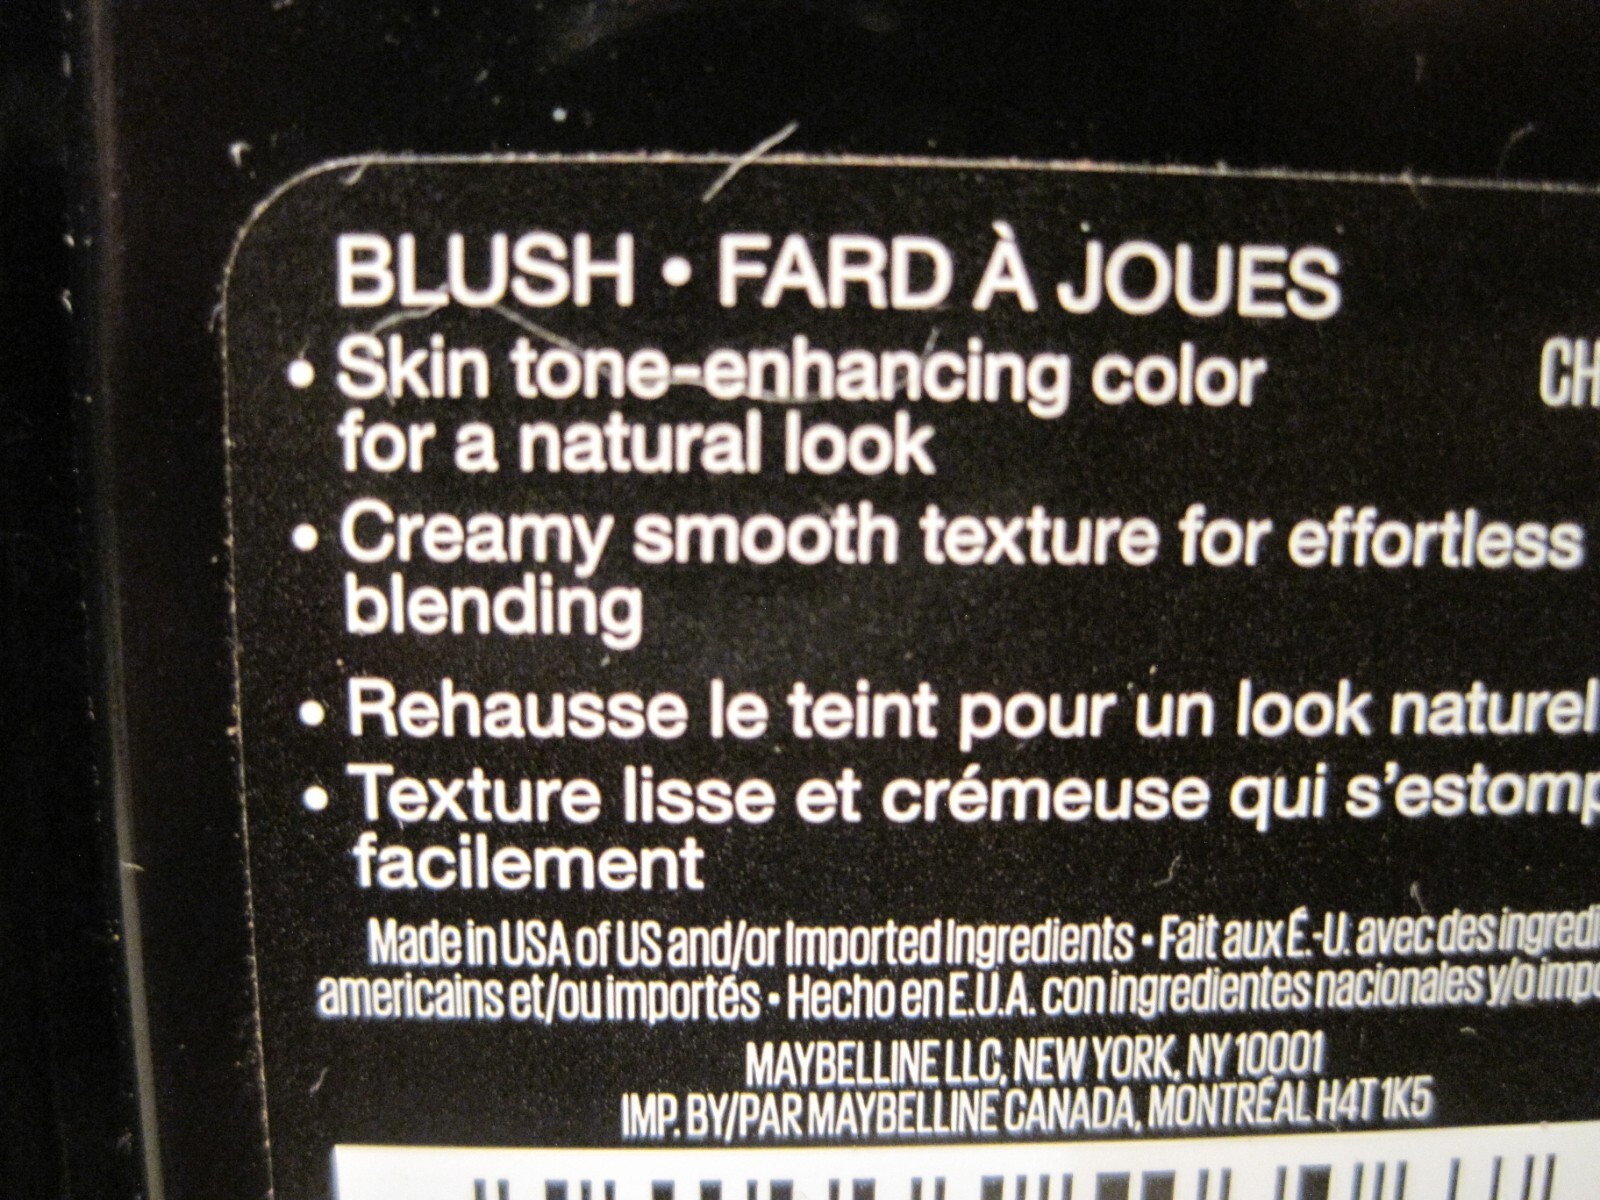 BLUSH • FARD À JOUES
• Skin tone-enhancing color
for a natural look
CH
• Creamy smooth texture for effortless
blending
• Rehausse le teint pour un look naturel
• Texture lisse et crémeuse qui s'estomp
facilement
Made in USA of US and/or Imported Ingredients • Fait aux É.-U. avec des ingredi
americains et/ou importés • Hecho en E.U.A. con ingredientes nacionales y/o impo
MAYBELLINE LLC, NEW YORK, NY 10001
IMP. BY/PAR MAYBELLINE CANADA, MONTRÉAL H4T 1K5